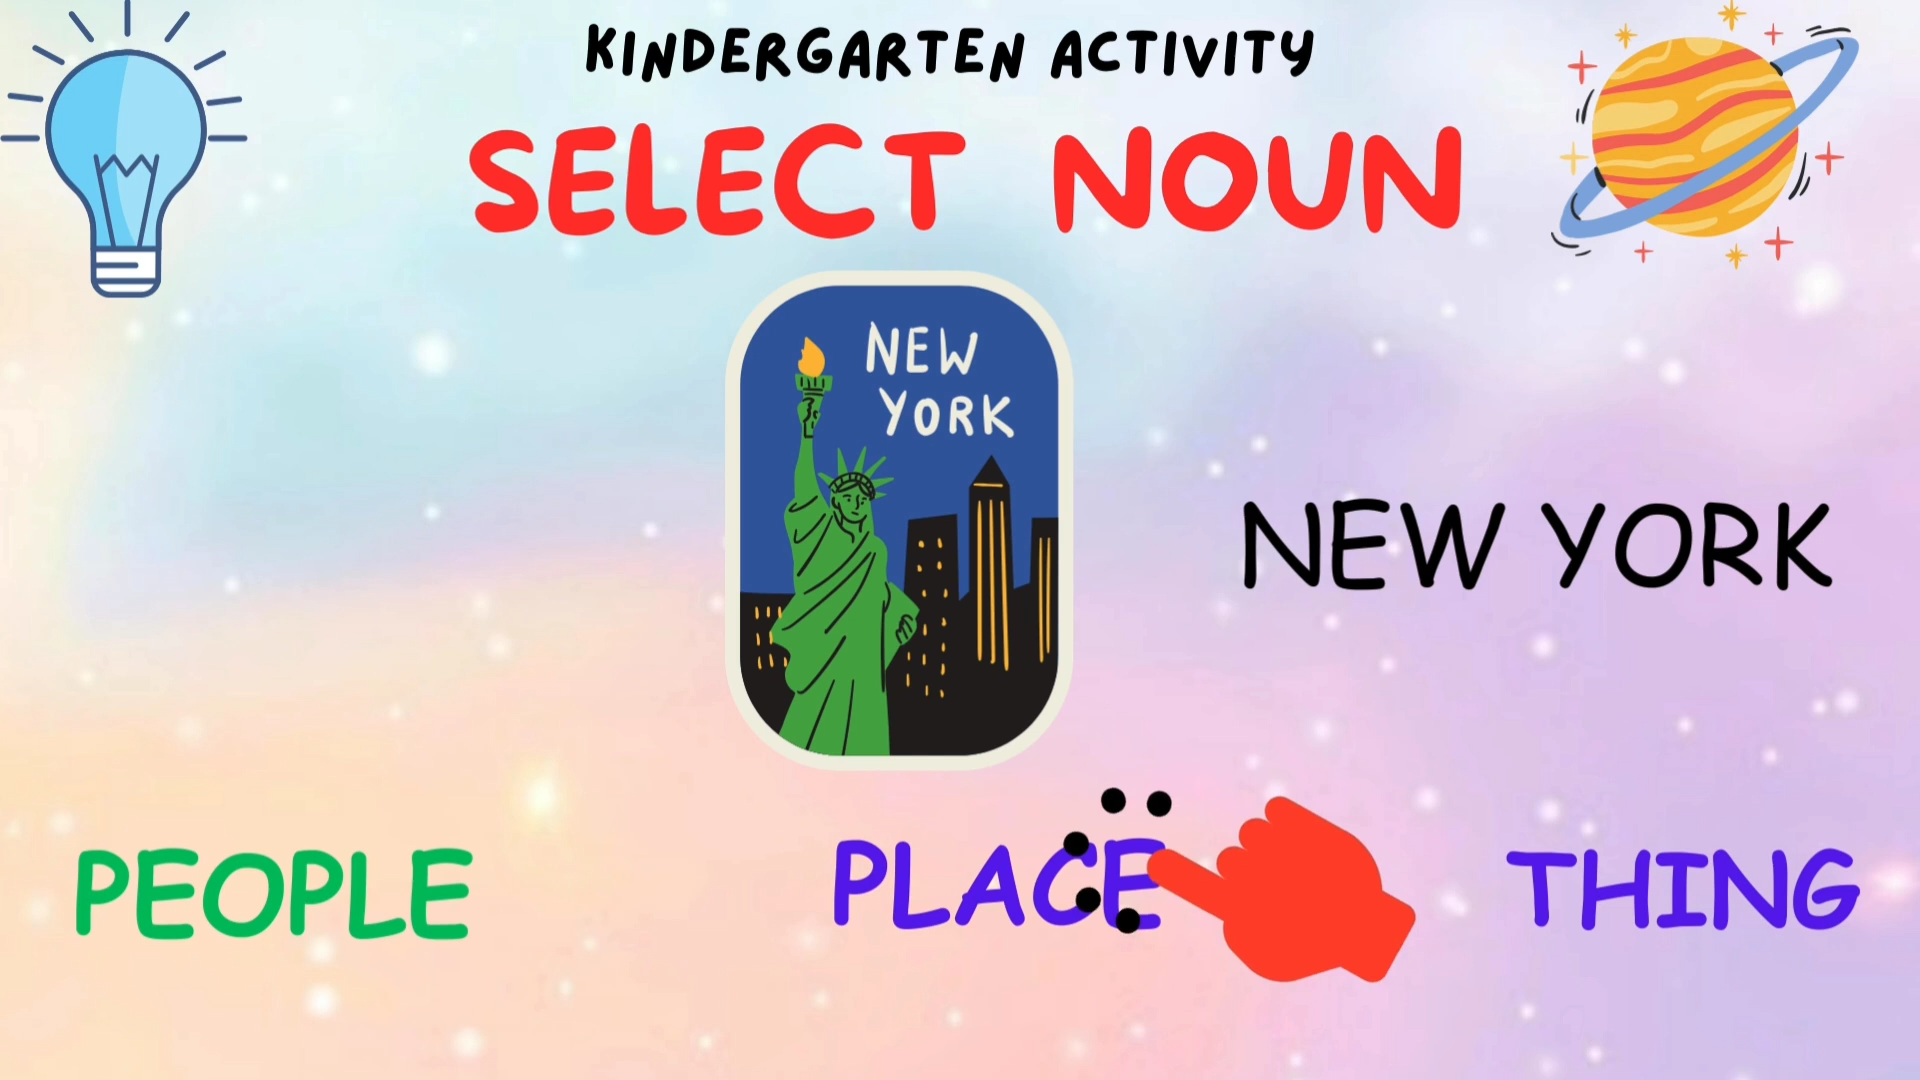 KINDERGARTEN ACTIVITY
SELECT NOUN
NEW
YORK
NEW YORK
PEOPLE PLACE THING